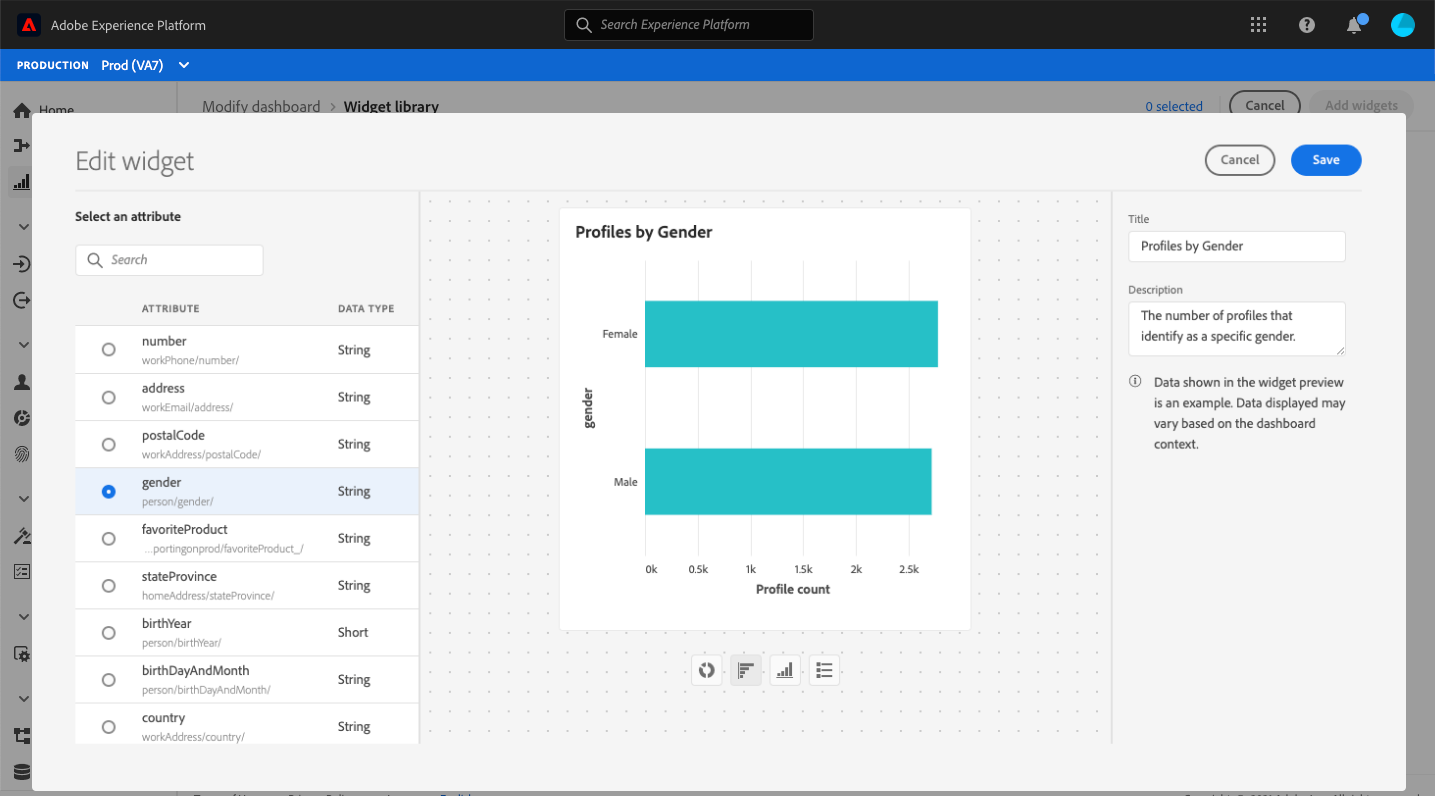 Adobe Experience Platform
Search Experience Platform
PRODUCTION Prod (VA7)
Home
Modify dashboard > Widget library
0 selected
Cancel
Add widgets
Edit widget
Cancel
Save
Select an attribute
Search
ATTRIBUTE DATA TYPE
number
workPhone/number/
String
address
workEmail/address/
String
postalCode
workAddress/postalCode/
String
gender
person/gender/
String
favoriteProduct
...portingonprod/favoriteProduct_/
String
stateProvince
homeAddress/stateProvince/
String
birthYear
person/birthYear/
Short
birthDayAndMonth
person/birthDayAndMonth/
String
country
workAddress/country/
String
Profiles by Gender
Female
gender
Male
0k 0.5k 1k 1.5k 2k 2.5k
Profile count
Title
Profiles by Gender
Description
The number of profiles that
identify as a specific gender.
Data shown in the widget preview
is an example. Data displayed may
vary based on the dashboard
context.